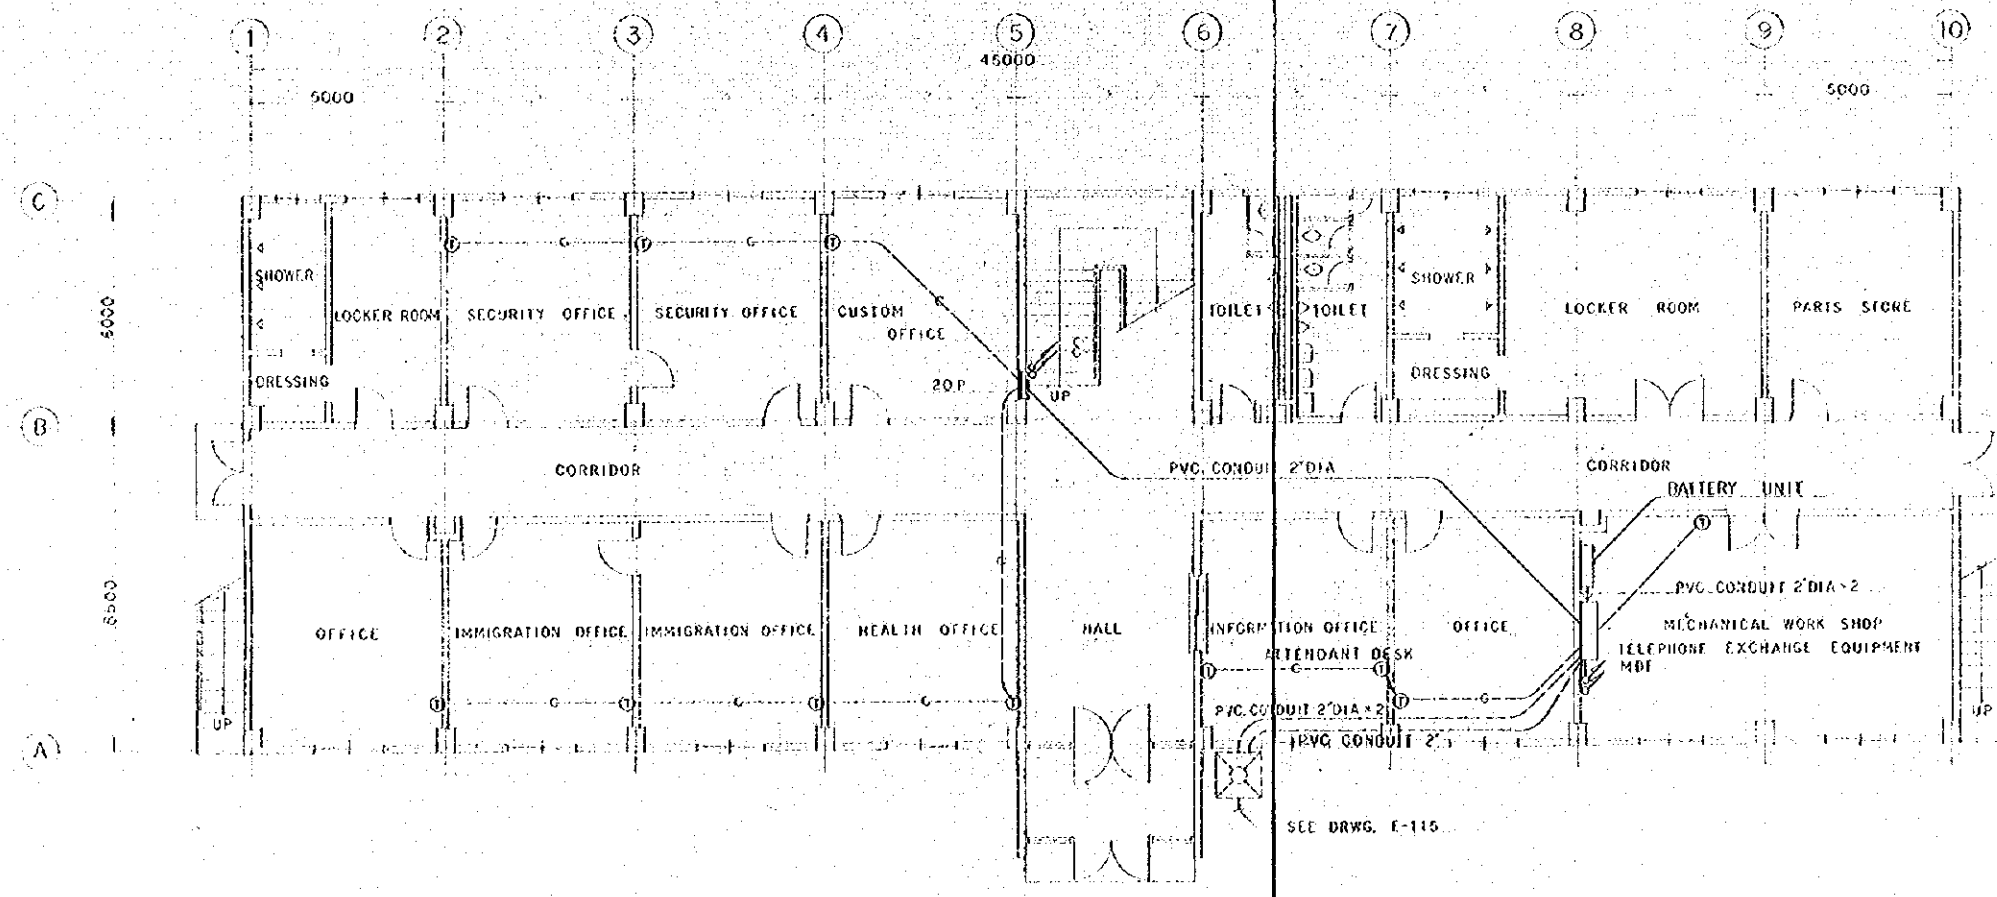 1 2 3 4 5 6 7 8 9 10
45000
5000
5000
C
SHOWER
SHOWER
6000
LOCKER ROOM
SECURITY OFFICE
SECURITY OFFICE
CUSTOM
OFFICE
TOILET
TOILET
LOCKER ROOM
PARTS STORE
DRESSING
20 P
UP
DRESSING
B
CORRIDOR
PVC CONDUIT 2"DIA
CORRIDOR
BATTERY UNIT
PVC CONDUIT 2"DIA×2
6500
OFFICE
IMMIGRATION OFFICE
IMMIGRATION OFFICE
HEALTH OFFICE
HALL
INFORMATION OFFICE
OFFICE
MECHANICAL WORK SHOP
ATTENDANT DESK
TELEPHONE EXCHANGE EQUIPMENT
MDF
UP
PVC CONDUIT 2"DIA×2
UP
A
PVC CONDUIT 2"
SEE DRWG. E-115